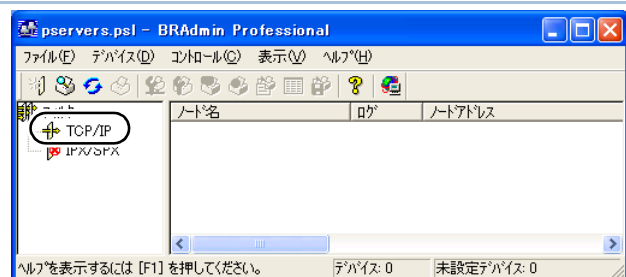 pservers.psl - BRAdmin Professional
ファイル(F) デバイス(D) コントロール(C) 表示(V) ヘルプ(H)
ノード名 ログ ノードアドレス
TCP/IP
IPX/SPX
ヘルプを表示するには [F1] を押してください。 デバイス: 0 未設定デバイス: 0